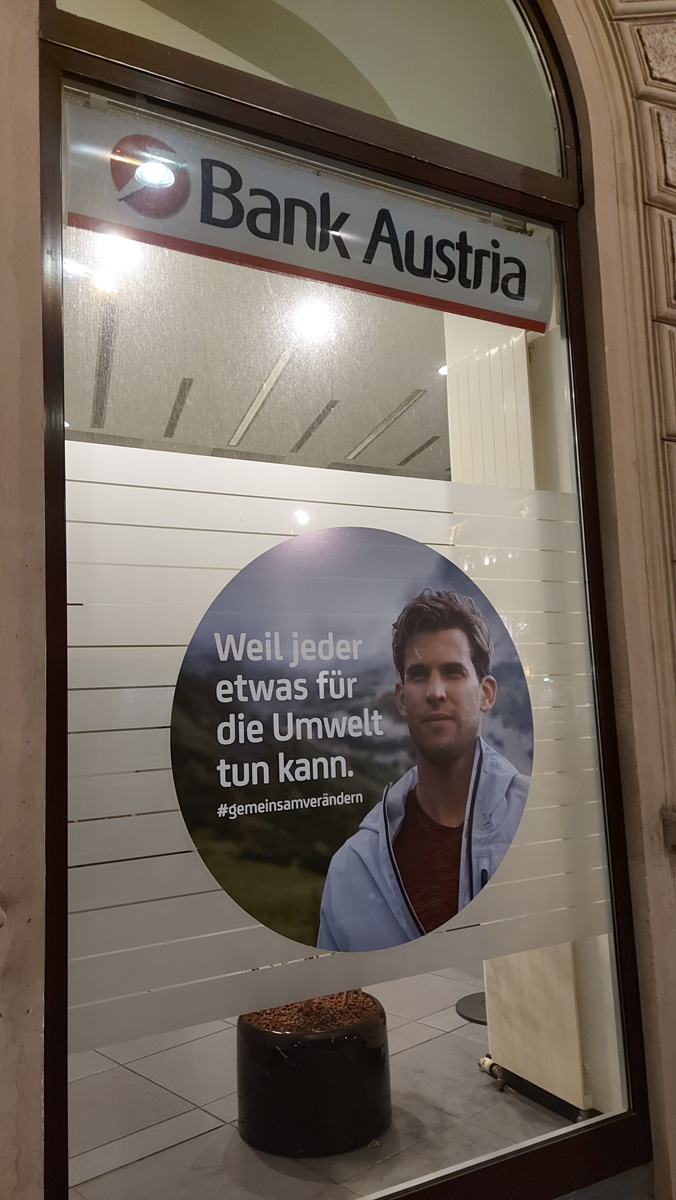 Bank Austria
Weil jeder
etwas für
die Umwelt
tun kann.
#gemeinsamverändern